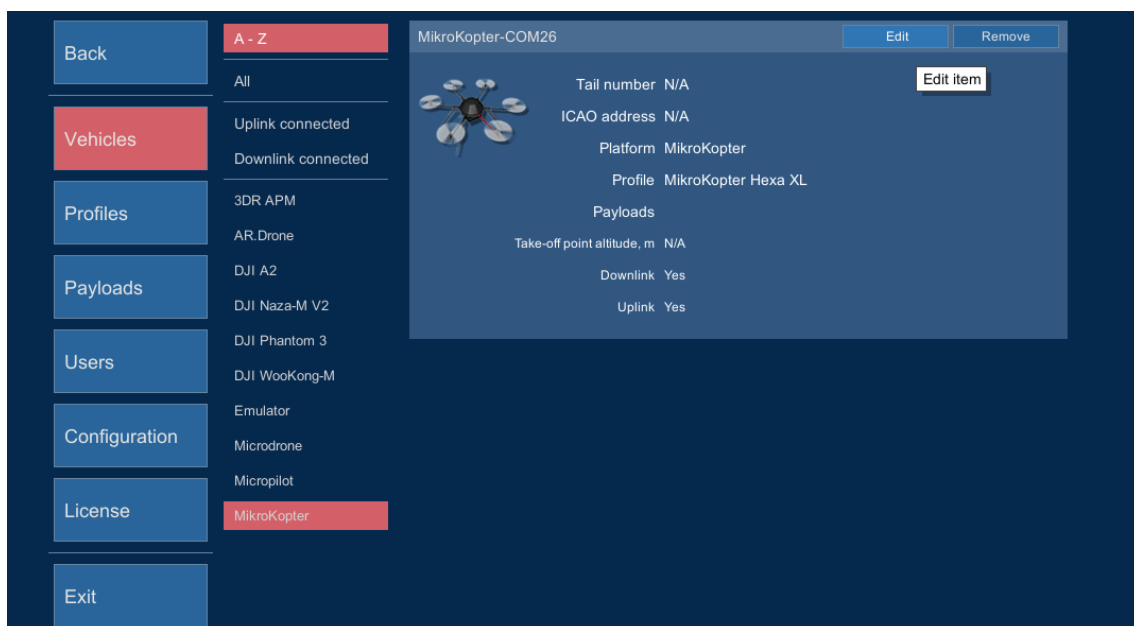 Back
Vehicles
Profiles
Payloads
Users
Configuration
License
Exit
A - Z
All
Uplink connected
Downlink connected
3DR APM
AR.Drone
DJI A2
DJI Naza-M V2
DJI Phantom 3
DJI WooKong-M
Emulator
Microdrone
Micropilot
MikroKopter
MikroKopter-COM26
Edit
Remove
Edit item
Tail number N/A
ICAO address N/A
Platform MikroKopter
Profile MikroKopter Hexa XL
Payloads
Take-off point altitude, m N/A
Downlink Yes
Uplink Yes